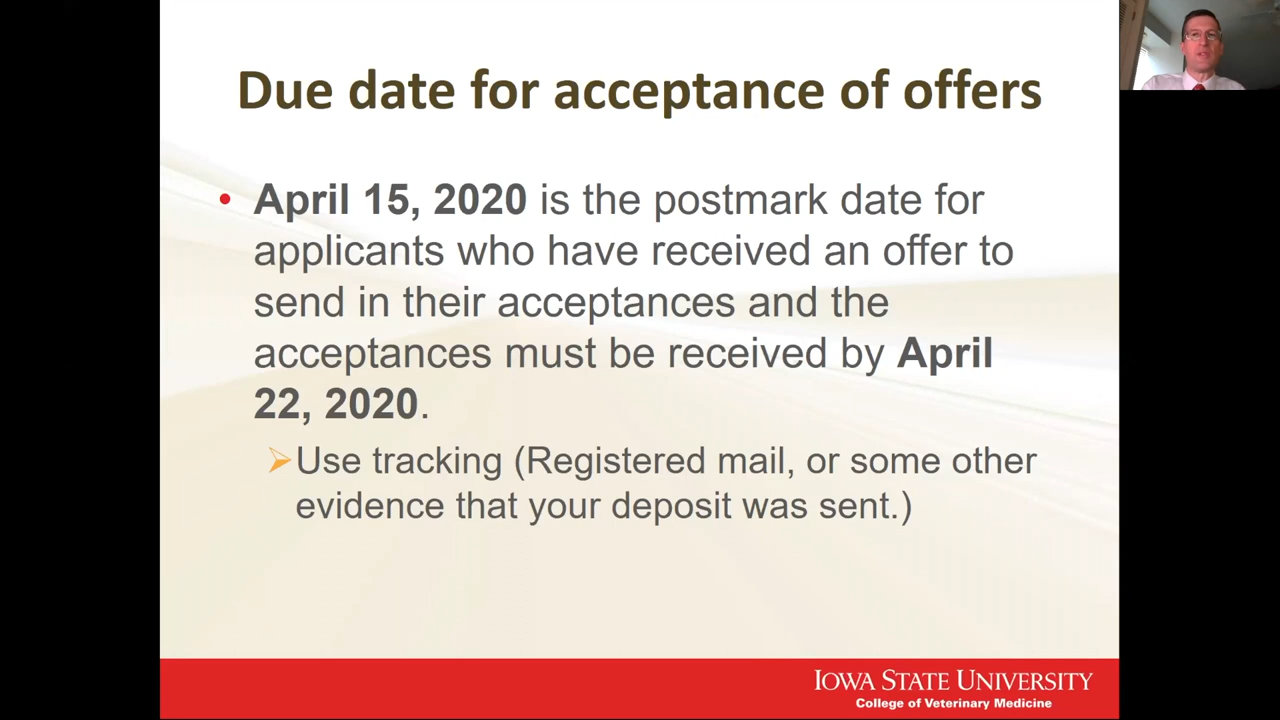 Due date for acceptance of offers
• April 15, 2020 is the postmark date for
applicants who have received an offer to
send in their acceptances and the
acceptances must be received by April
22, 2020.
➢Use tracking (Registered mail, or some other
evidence that your deposit was sent.)
IOWA STATE UNIVERSITY
College of Veterinary Medicine